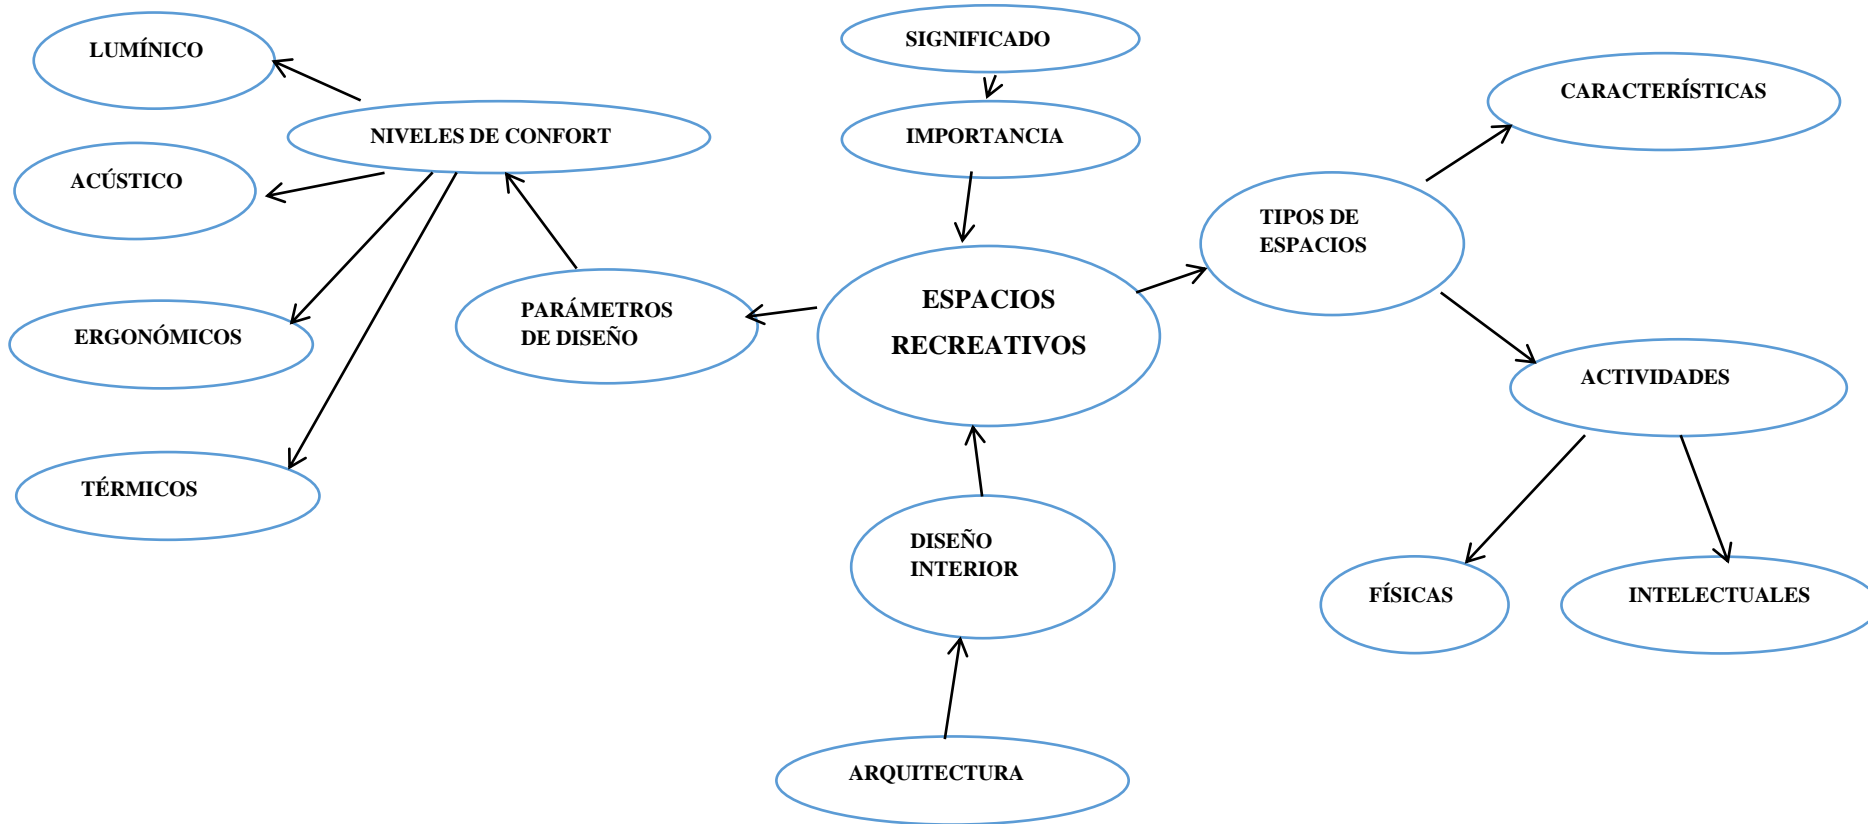 LUMÍNICO
SIGNIFICADO
CARACTERÍSTICAS
NIVELES DE CONFORT
IMPORTANCIA
ACÚSTICO
TIPOS DE
ESPACIOS
ERGONÓMICOS
PARÁMETROS
DE DISEÑO
ESPACIOS
RECREATIVOS
ACTIVIDADES
TÉRMICOS
DISEÑO
INTERIOR
FÍSICAS
INTELECTUALES
ARQUITECTURA